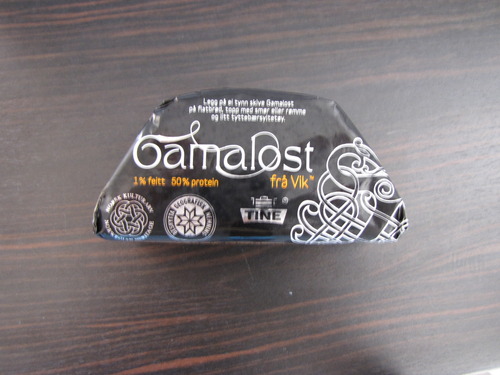 Legg på ei tynn skive Gamalost
på flatbrød, topp med smør eller rømme
og litt tyttebærsyltetøy.
Gamalost
frå Vik™
1% feitt 50% protein
TINE ®